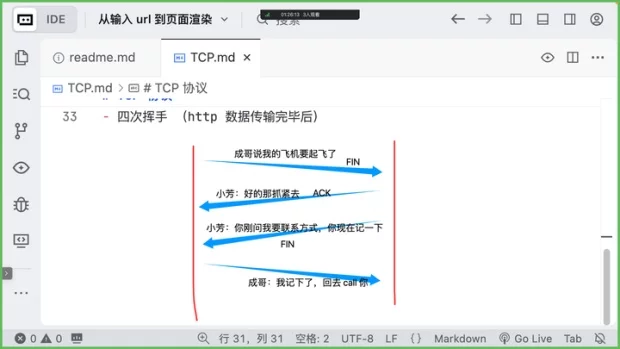 IDE
从输入 url 到页面渲染
搜索
readme.md
TCP.md
TCP.md > # TCP 协议
33 - 四次挥手 （http 数据传输完毕后）
成哥说我的飞机要起飞了
FIN
小芳：好的那抓紧去 ACK
小芳：你刚问我要联系方式，你现在记一下
FIN
成哥：我记下了，回去 call 你
0 0 行 31，列 31 空格: 2 UTF-8 LF {} Markdown Go Live Tab